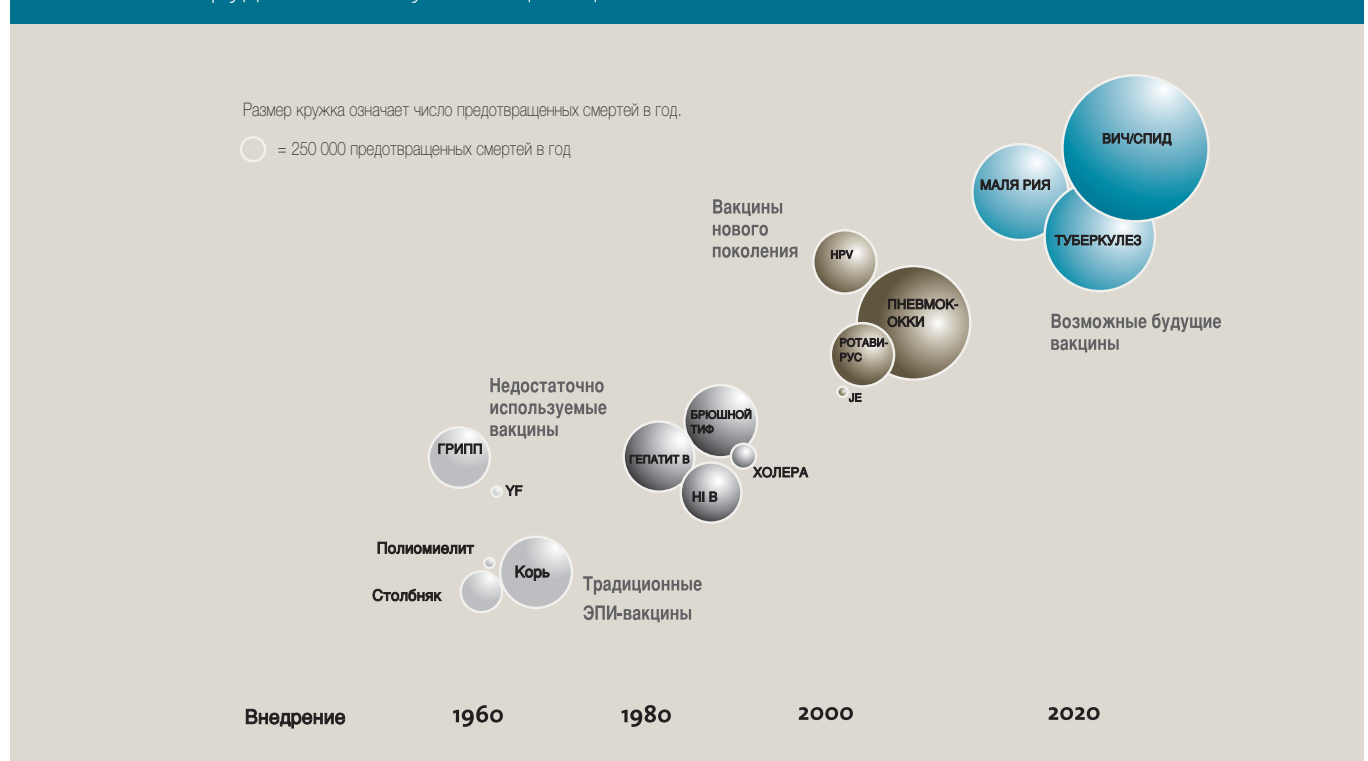 Размер кружка означает число предотвращенных смертей в год.
= 250 000 предотвращенных смертей в год
ВИЧ/СПИД
МАЛЯ РИЯ
ТУБЕРКУЛЕЗ
Возможные будущие
вакцины
Вакцины
нового
поколения
HPV
ПНЕВМОК-
ОККИ
РОТАВИ-
РУС
JE
Недостаточно
используемые
вакцины
ГРИПП
YF
БРЮШНОЙ
ТИФ
ГЕПАТИТ В
ХОЛЕРА
HI B
Полиомиелит
Столбняк
Корь
Традиционные
ЭПИ-вакцины
Внедрение 1960 1980 2000 2020